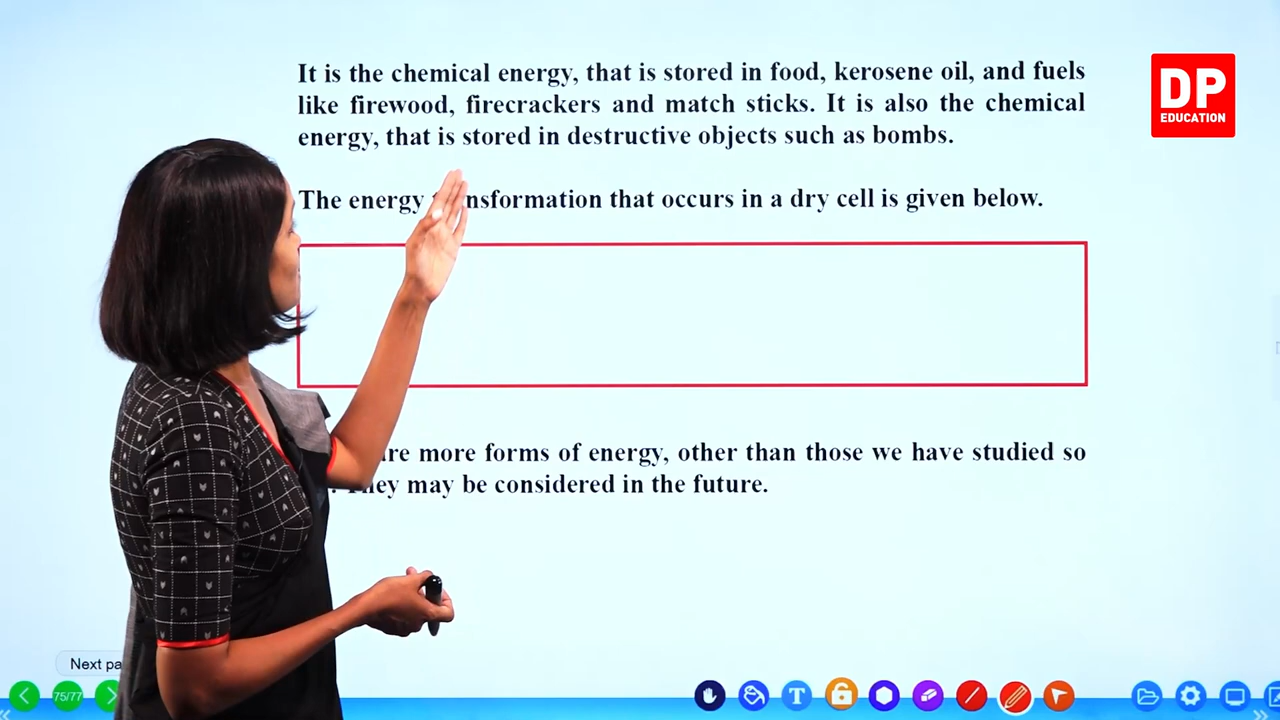 It is the chemical energy, that is stored in food, kerosene oil, and fuels
like firewood, firecrackers and match sticks. It is also the chemical
energy, that is stored in destructive objects such as bombs.
The energy nsformation that occurs in a dry cell is given below.
re more forms of energy, other than those we have studied so
They may be considered in the future.
DP
EDUCATION
Next pa
75/77
T